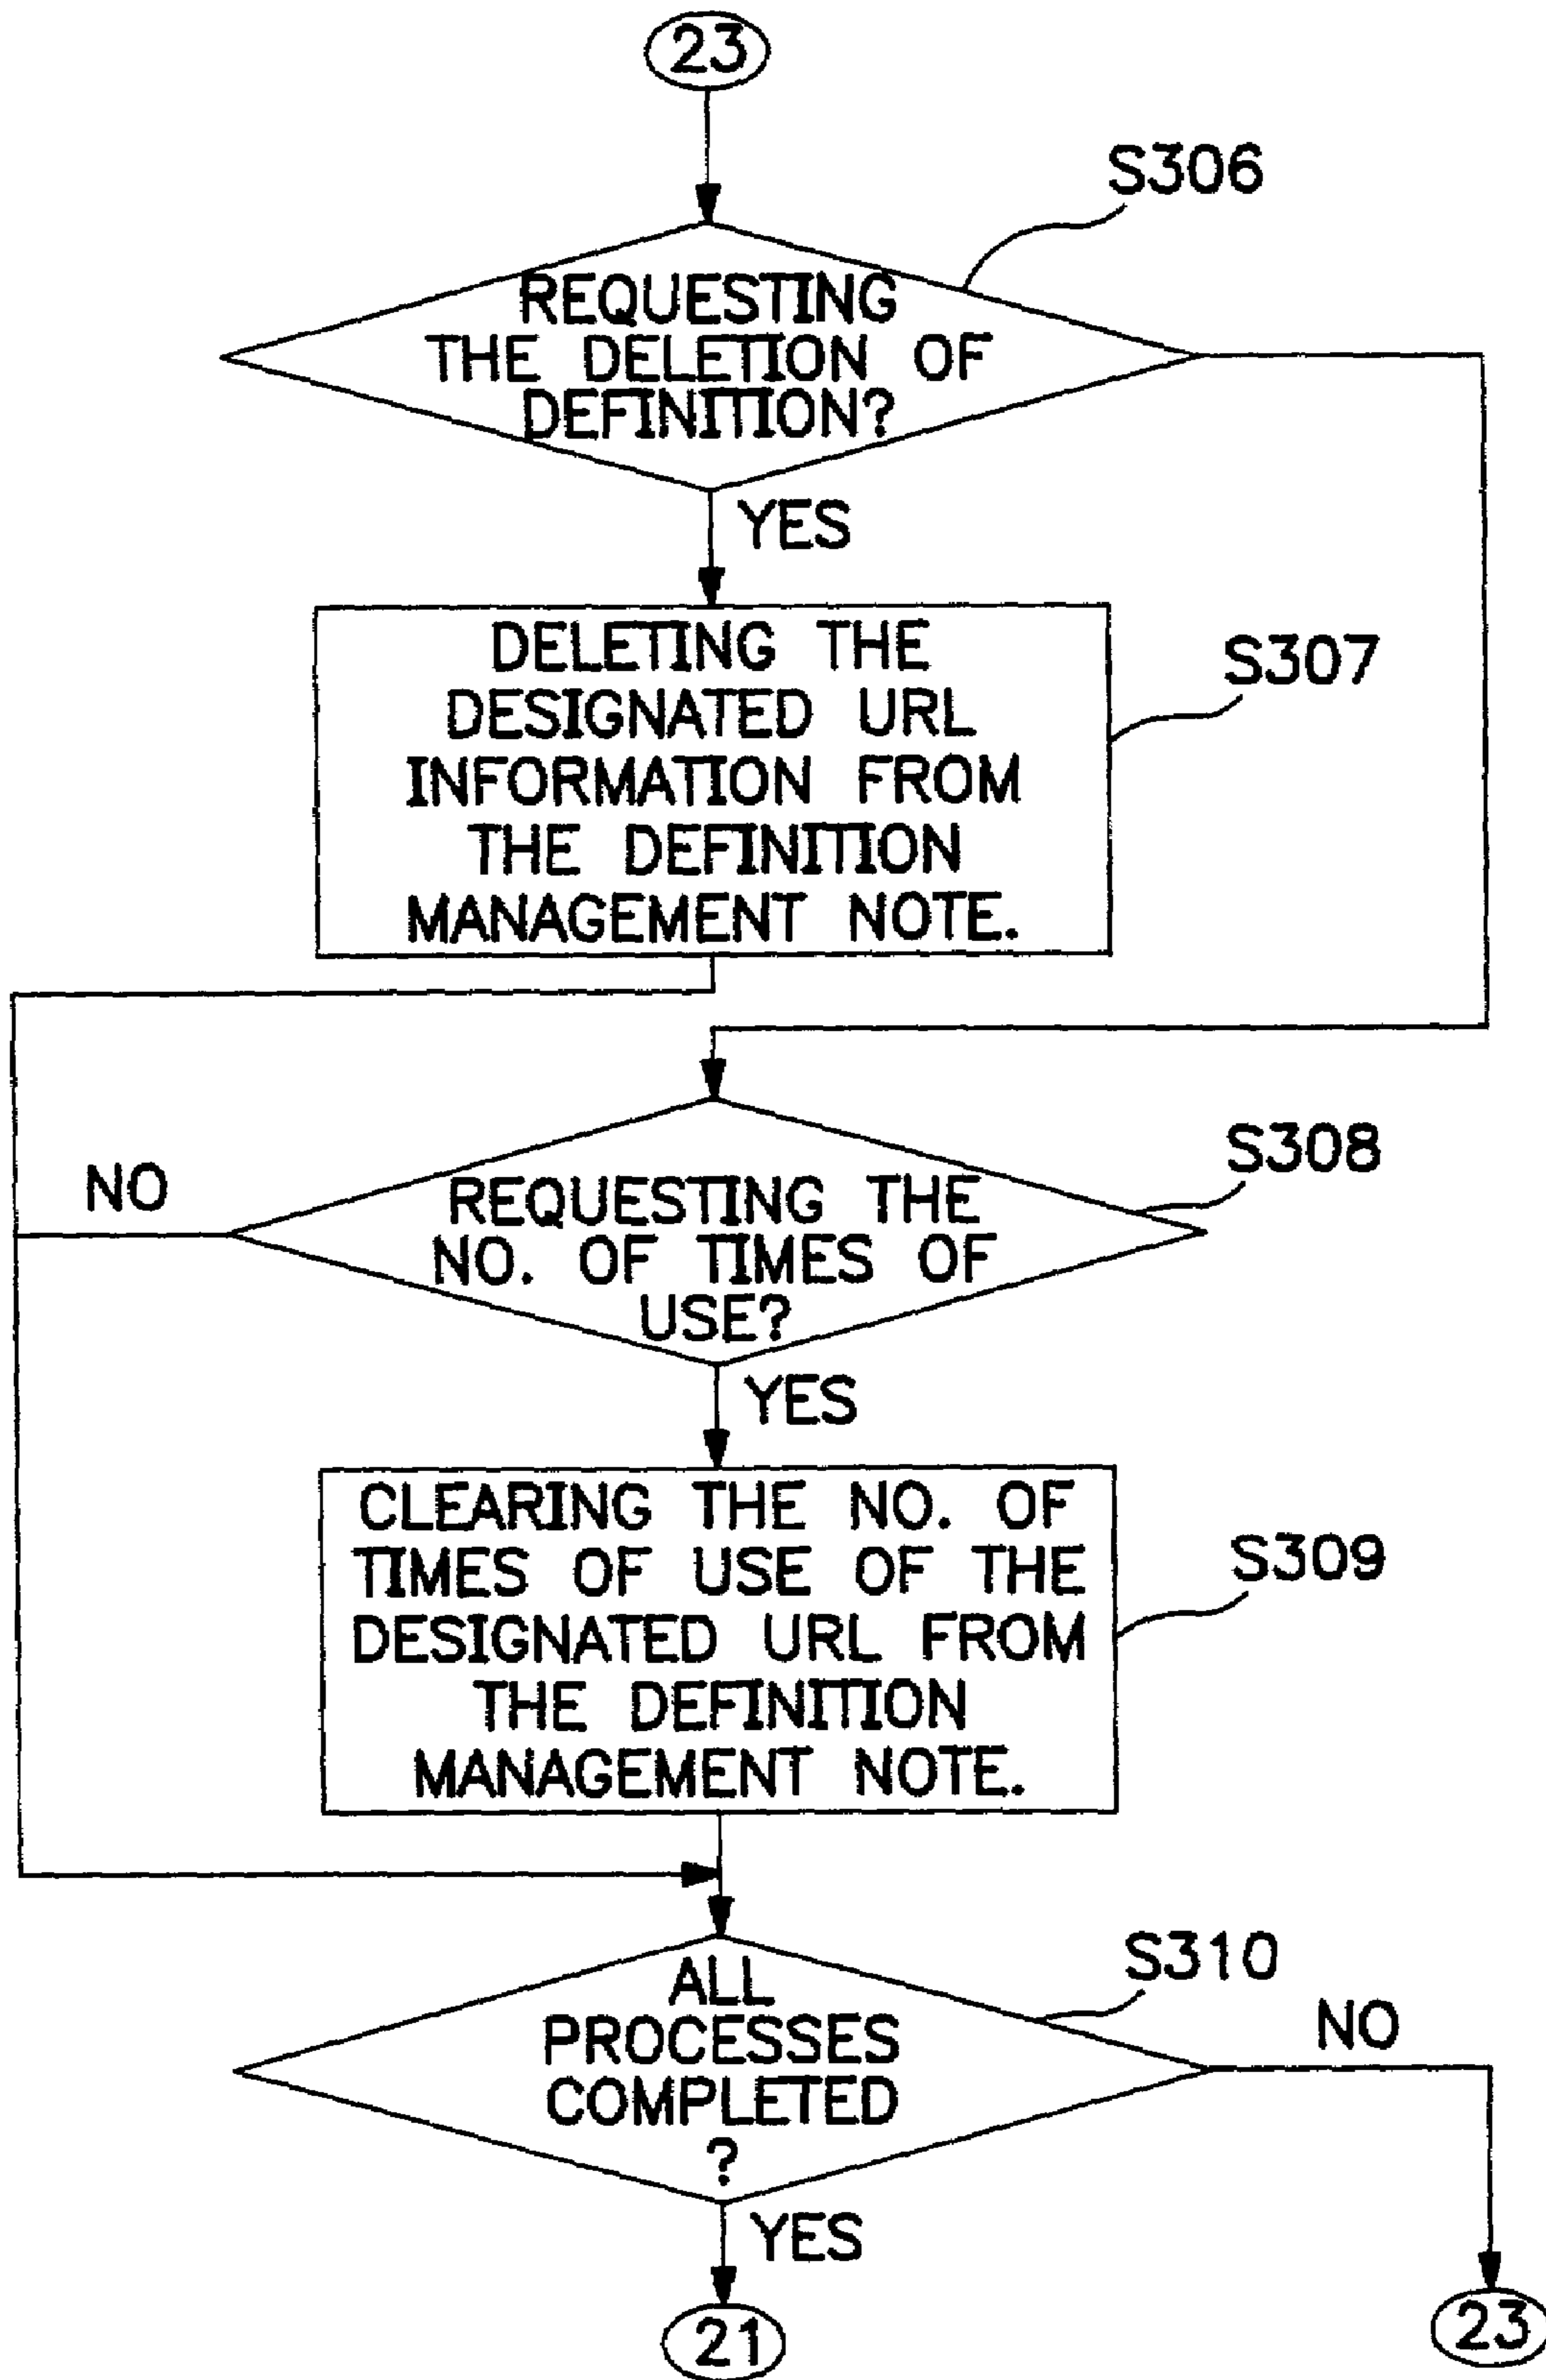 23
S306
REQUESTING
THE DELETION OF
DEFINITION?
YES
DELETING THE
DESIGNATED URL
INFORMATION FROM
THE DEFINITION
MANAGEMENT NOTE.
S307
S308
NO
REQUESTING THE
NO. OF TIMES OF
USE?
YES
CLEARING THE NO. OF
TIMES OF USE OF THE
DESIGNATED URL FROM
THE DEFINITION
MANAGEMENT NOTE.
S309
S310
ALL
PROCESSES
COMPLETED
?
NO
YES
21
23